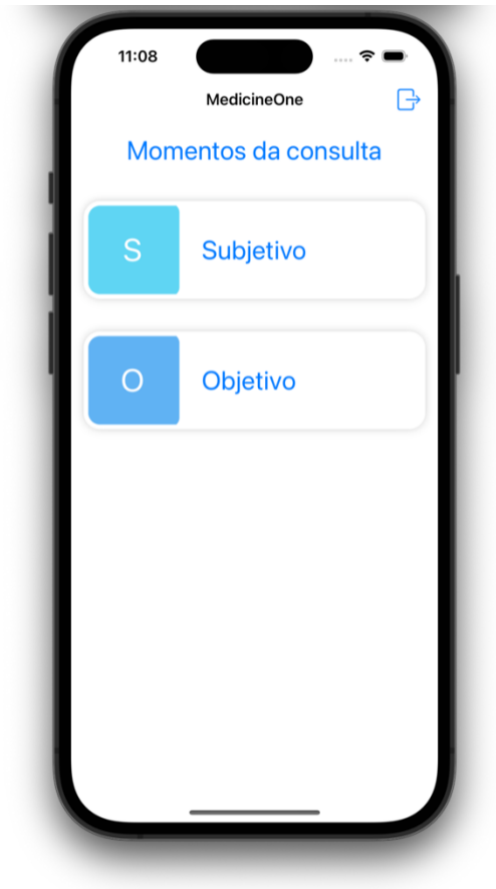 11:08
MedicineOne
Momentos da consulta
S
Subjetivo
O
Objetivo